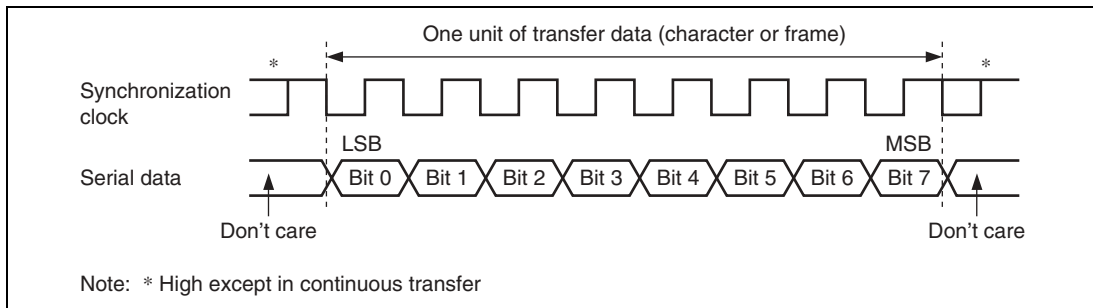 One unit of transfer data (character or frame)
* *
Synchronization
clock
LSB MSB
Serial data Bit 0 Bit 1 Bit 2 Bit 3 Bit 4 Bit 5 Bit 6 Bit 7
Don't care Don't care
Note: * High except in continuous transfer